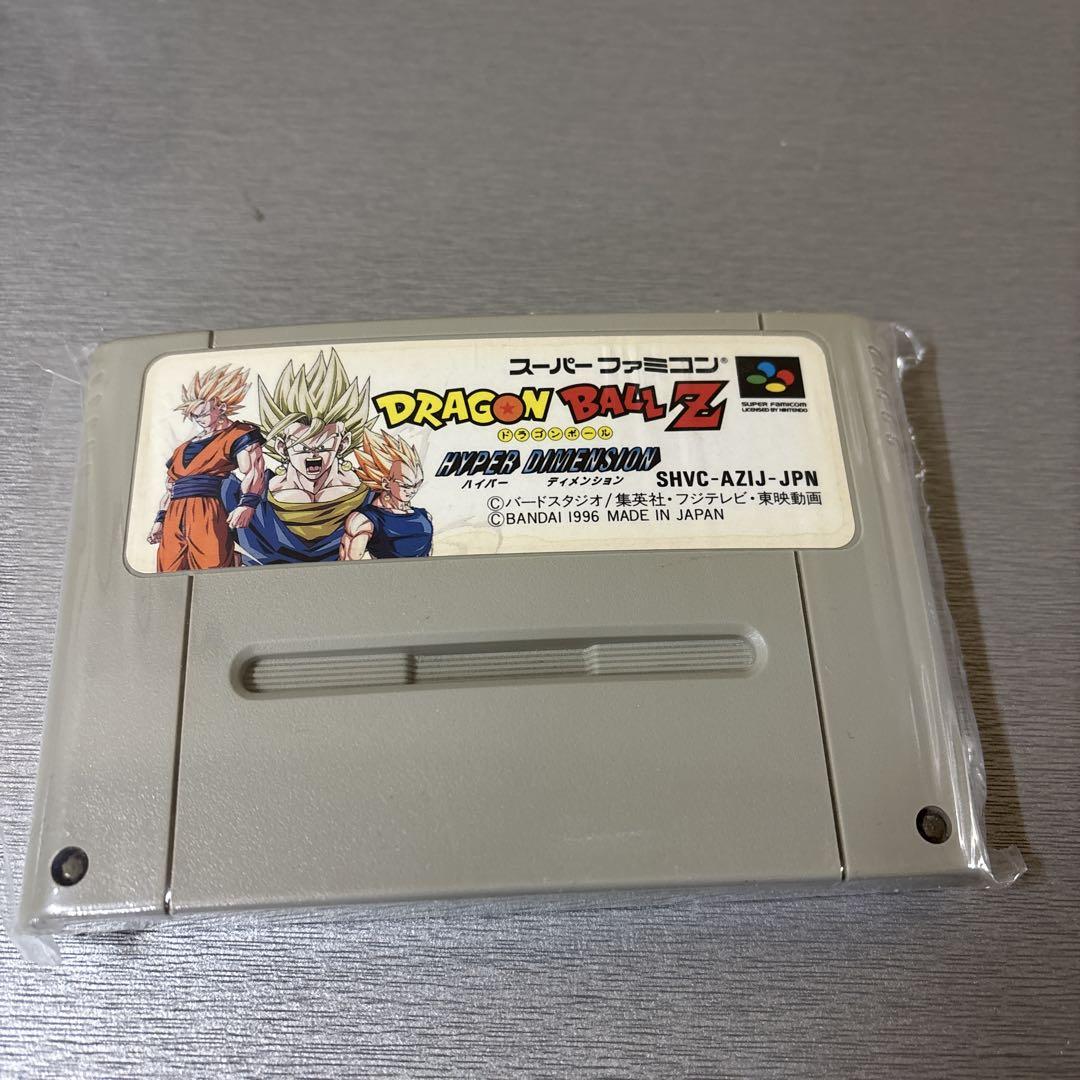 スーパーファミコン®
DRAGON BALL Z
ドラゴンボール
HYPER DIMENSION
ハイパー ディメンション
SUPER FAMICOM
LICENSED BY NINTENDO
SHVC-AZIJ-JPN
Ⓒバードスタジオ/集英社・フジテレビ・東映動画
ⒸBANDAI 1996 MADE IN JAPAN